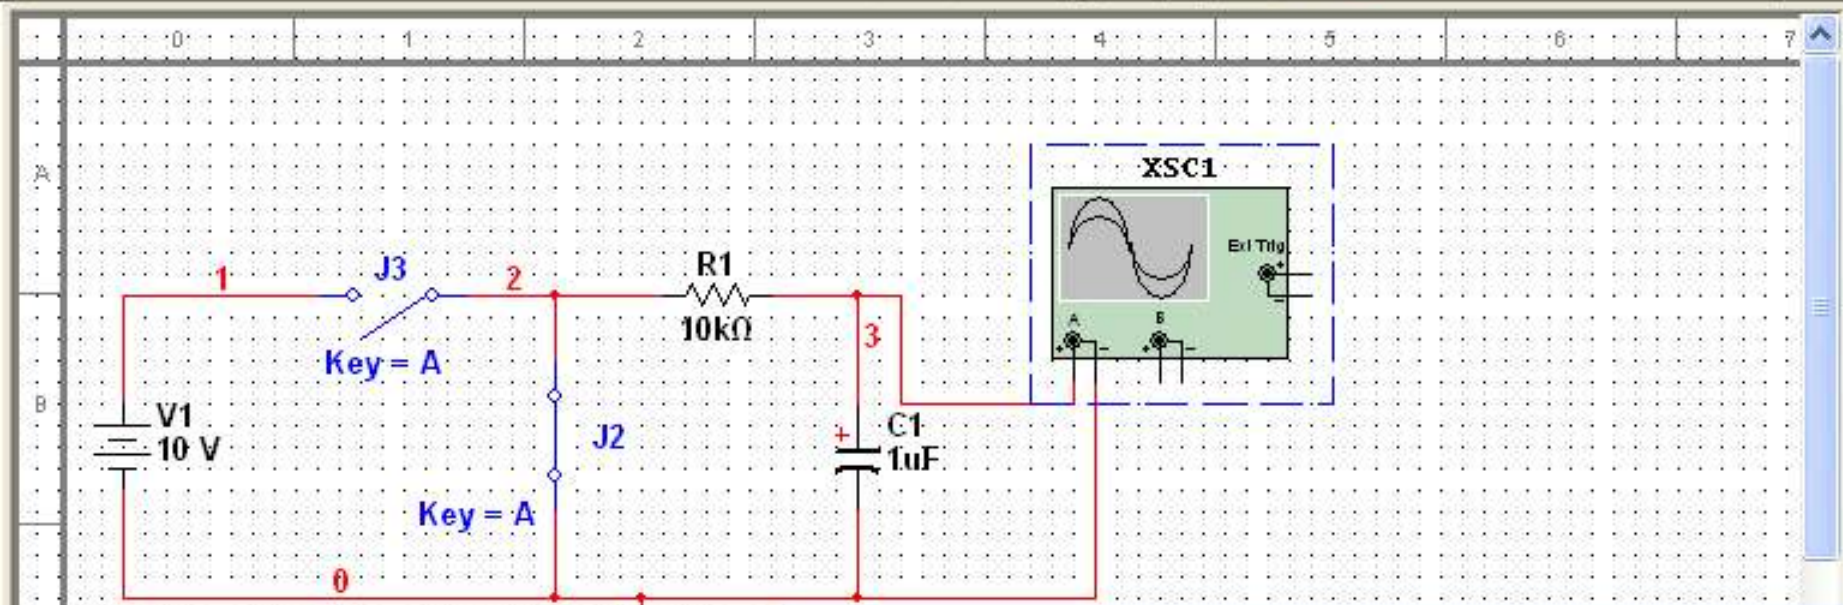 0 1 2 3 4 5 6 7
A
XSC1
Ext Trig
+
−
J3
R1
1
2
10kΩ
A B
3
+ − + −
Key = A
B
V1
10 V
C1
+
1uF
J2
Key = A
0